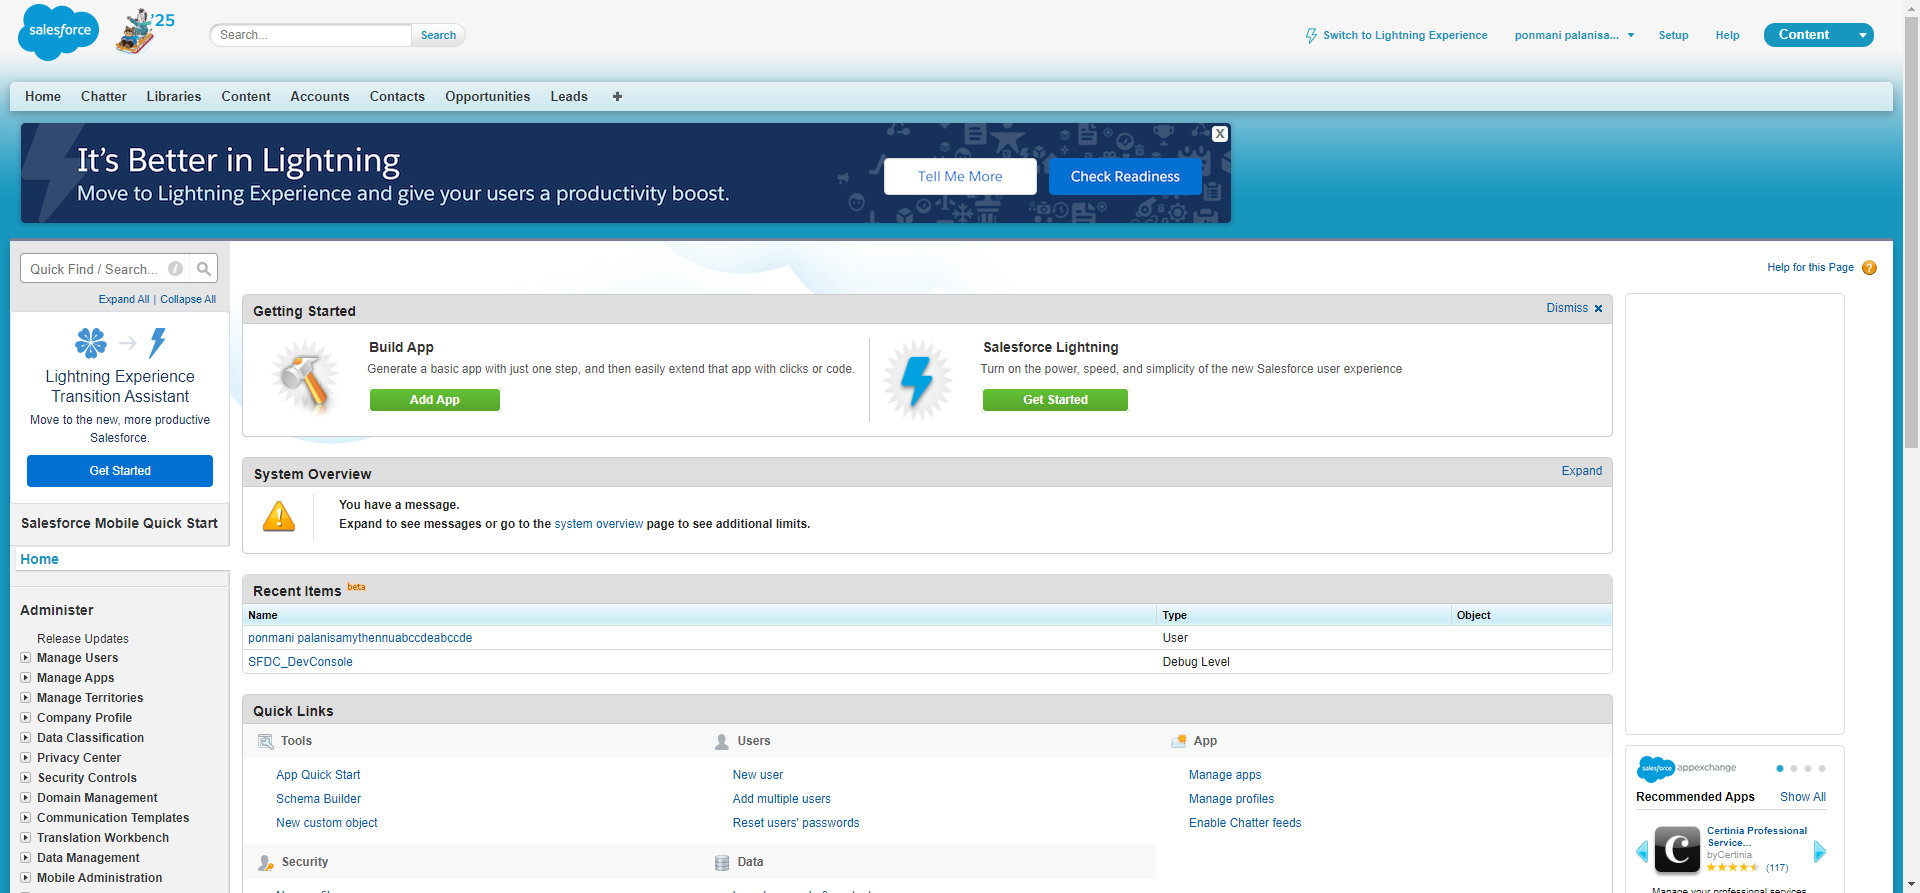 salesforce
'25
Search...
Search
Switch to Lightning Experience
ponmani palanisa...
Setup
Help
Content
Home
Chatter
Libraries
Content
Accounts
Contacts
Opportunities
Leads
It's Better in Lightning
Move to Lightning Experience and give your users a productivity boost.
Tell Me More
Check Readiness
X
Quick Find / Search...
Expand All | Collapse All
Lightning Experience
Transition Assistant
Move to the new, more productive
Salesforce.
Get Started
Salesforce Mobile Quick Start
Home
Administer
Release Updates
Manage Users
Manage Apps
Manage Territories
Company Profile
Data Classification
Privacy Center
Security Controls
Domain Management
Communication Templates
Translation Workbench
Data Management
Mobile Administration
Help for this Page
Getting Started
Dismiss
Build App
Generate a basic app with just one step, and then easily extend that app with clicks or code.
Add App
Salesforce Lightning
Turn on the power, speed, and simplicity of the new Salesforce user experience
Get Started
System Overview
Expand
You have a message.
Expand to see messages or go to the system overview page to see additional limits.
Recent Items beta
Name Type Object
ponmani palanisamythennuabccdeabccde User
SFDC_DevConsole Debug Level
Quick Links
Tools
App Quick Start
Schema Builder
New custom object
Users
New user
Add multiple users
Reset users' passwords
App
Manage apps
Manage profiles
Enable Chatter feeds
Security
Data
salesforce appexchange
Recommended Apps
Show All
Certinia Professional
Service...
byCertinia
(117)
Manage your professional services